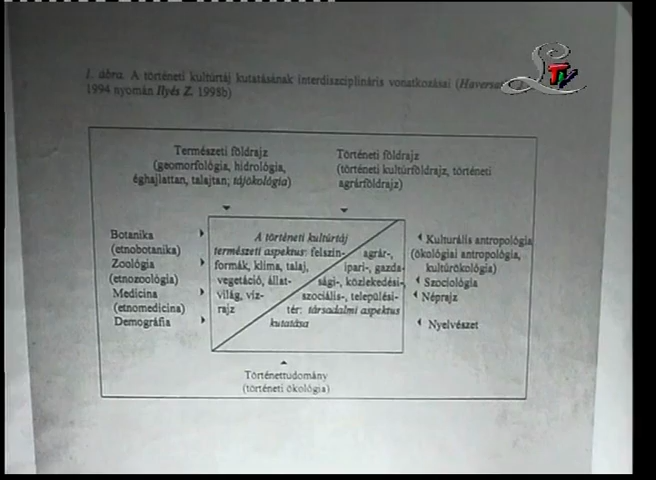 1. ábra. A történeti kultúrtáj kutatásának interdiszciplináris vonatkozásai (
1994 nyomán Ilyés Z. 1998b)
Természeti földrajz
(geomorfológia, hidrológia,
éghajlattan, talajtan; tájökológia)
Történeti földrajz
(történeti kultúrföldrajz, történeti
agrárföldrajz)
Botanika
(etnobotanika)
Zoológia
(etnozoológia)
Medicina
(etnomedicina)
Demográfia
A történeti kultúrtáj
természeti aspektus: felszín-
formák, klíma, talaj,
vegetáció, állat-
világ, víz-
rajz
agrár-,
ipari-, gazda-
sági-, közlekedési-,
szociális-, települési-
tér: társadalmi aspektus
kutatása
Kulturális antropológia
(ökológiai antropológia,
kultúrökológia)
Szociológia
Néprajz
Nyelvészet
Történettudomány
(történeti ökológia)
L TV